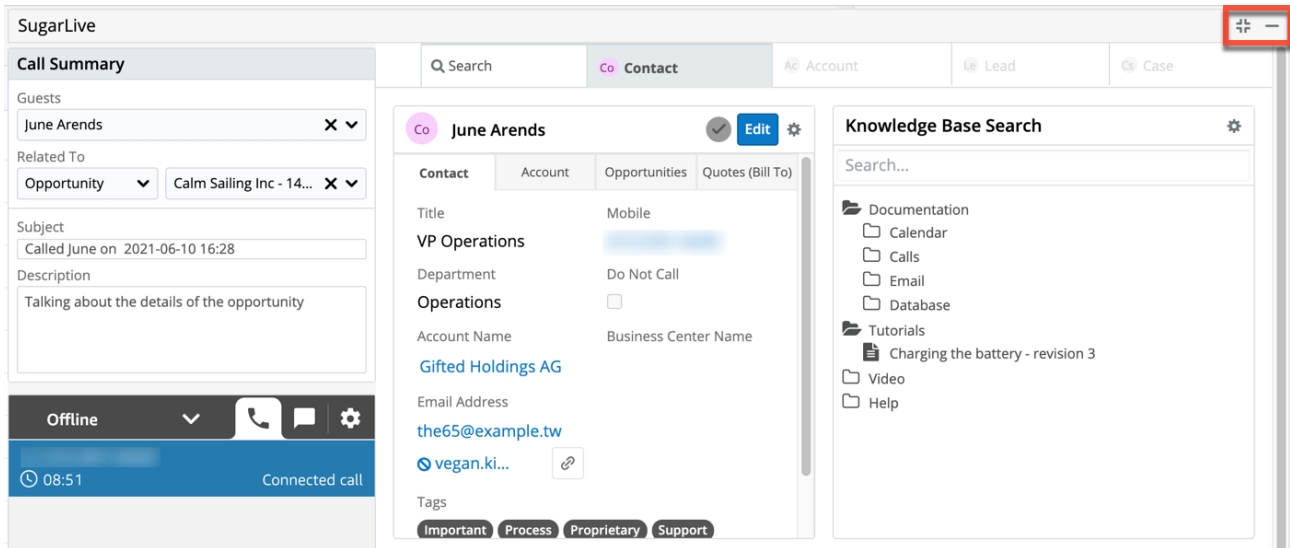 SugarLive
Call Summary
Guests
June Arends
Related To
Opportunity
Calm Sailing Inc - 14...
Subject
Called June on 2021-06-10 16:28
Description
Talking about the details of the opportunity
Offline
08:51
Connected call
Search
Co Contact
Ac Account
Le Lead
Cs Case
Co June Arends
Edit
Contact
Account
Opportunities
Quotes (Bill To)
Title
Mobile
VP Operations
Department
Do Not Call
Operations
Account Name
Business Center Name
Gifted Holdings AG
Email Address
the65@example.tw
vegan.ki...
Tags
Important
Process
Proprietary
Support
Knowledge Base Search
Search...
Documentation
Calendar
Calls
Email
Database
Tutorials
Charging the battery - revision 3
Video
Help